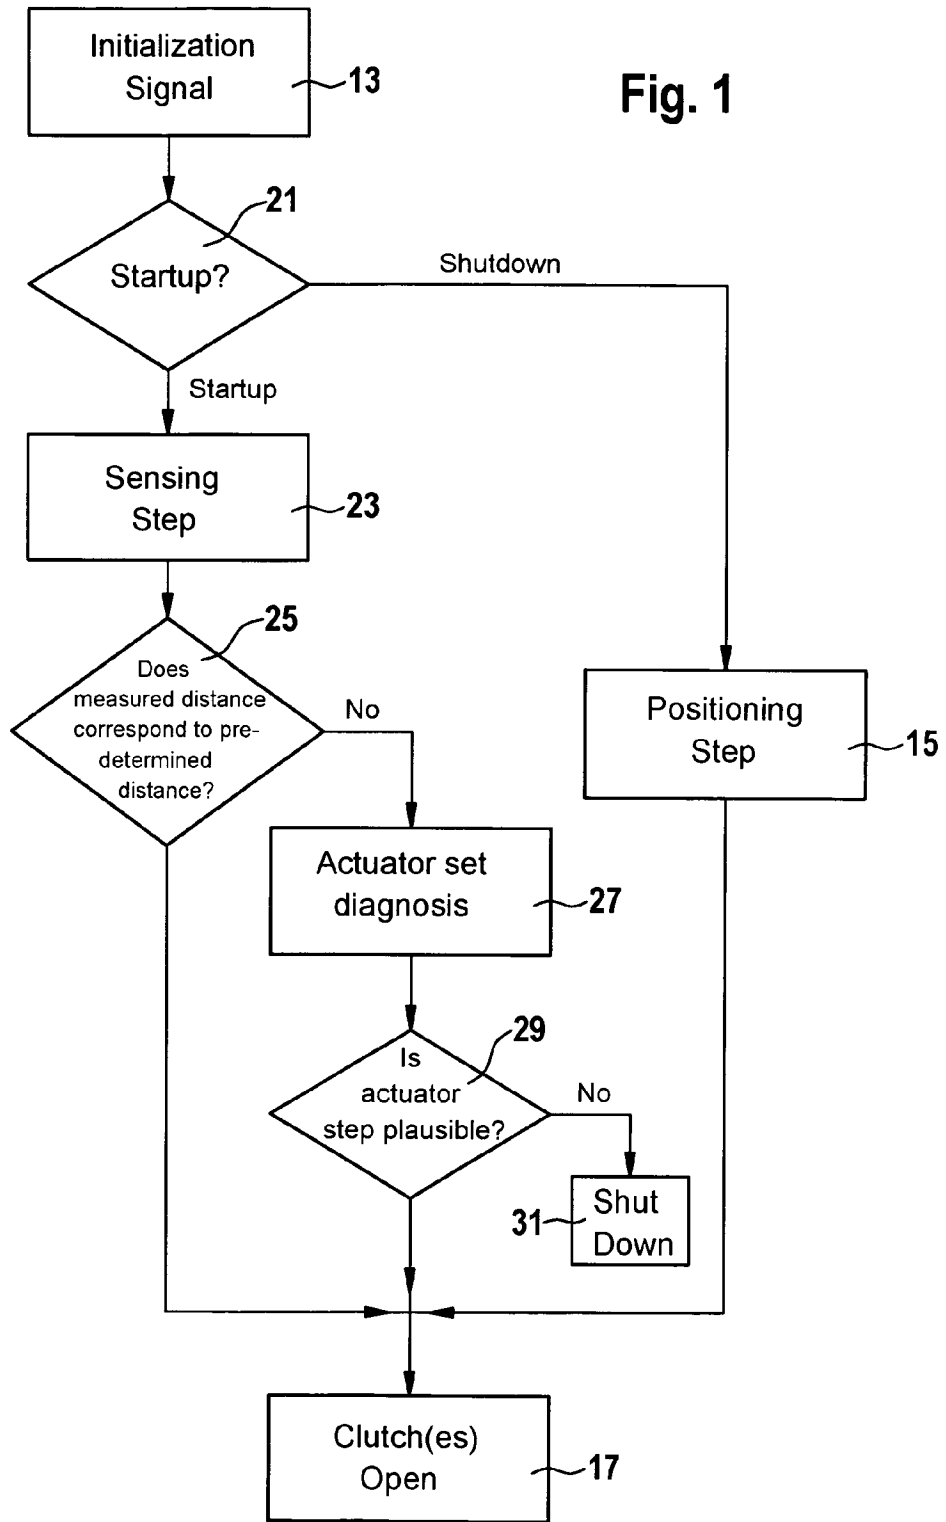 Initialization
Signal
13
Fig. 1
21
Startup?
Shutdown
Startup
Sensing
Step
23
25
Does
measured distance
correspond to pre-
determined
distance?
No
Positioning
Step
15
Actuator set
diagnosis
27
29
Is
actuator
step plausible?
No
31
Shut
Down
Clutch(es)
Open
17